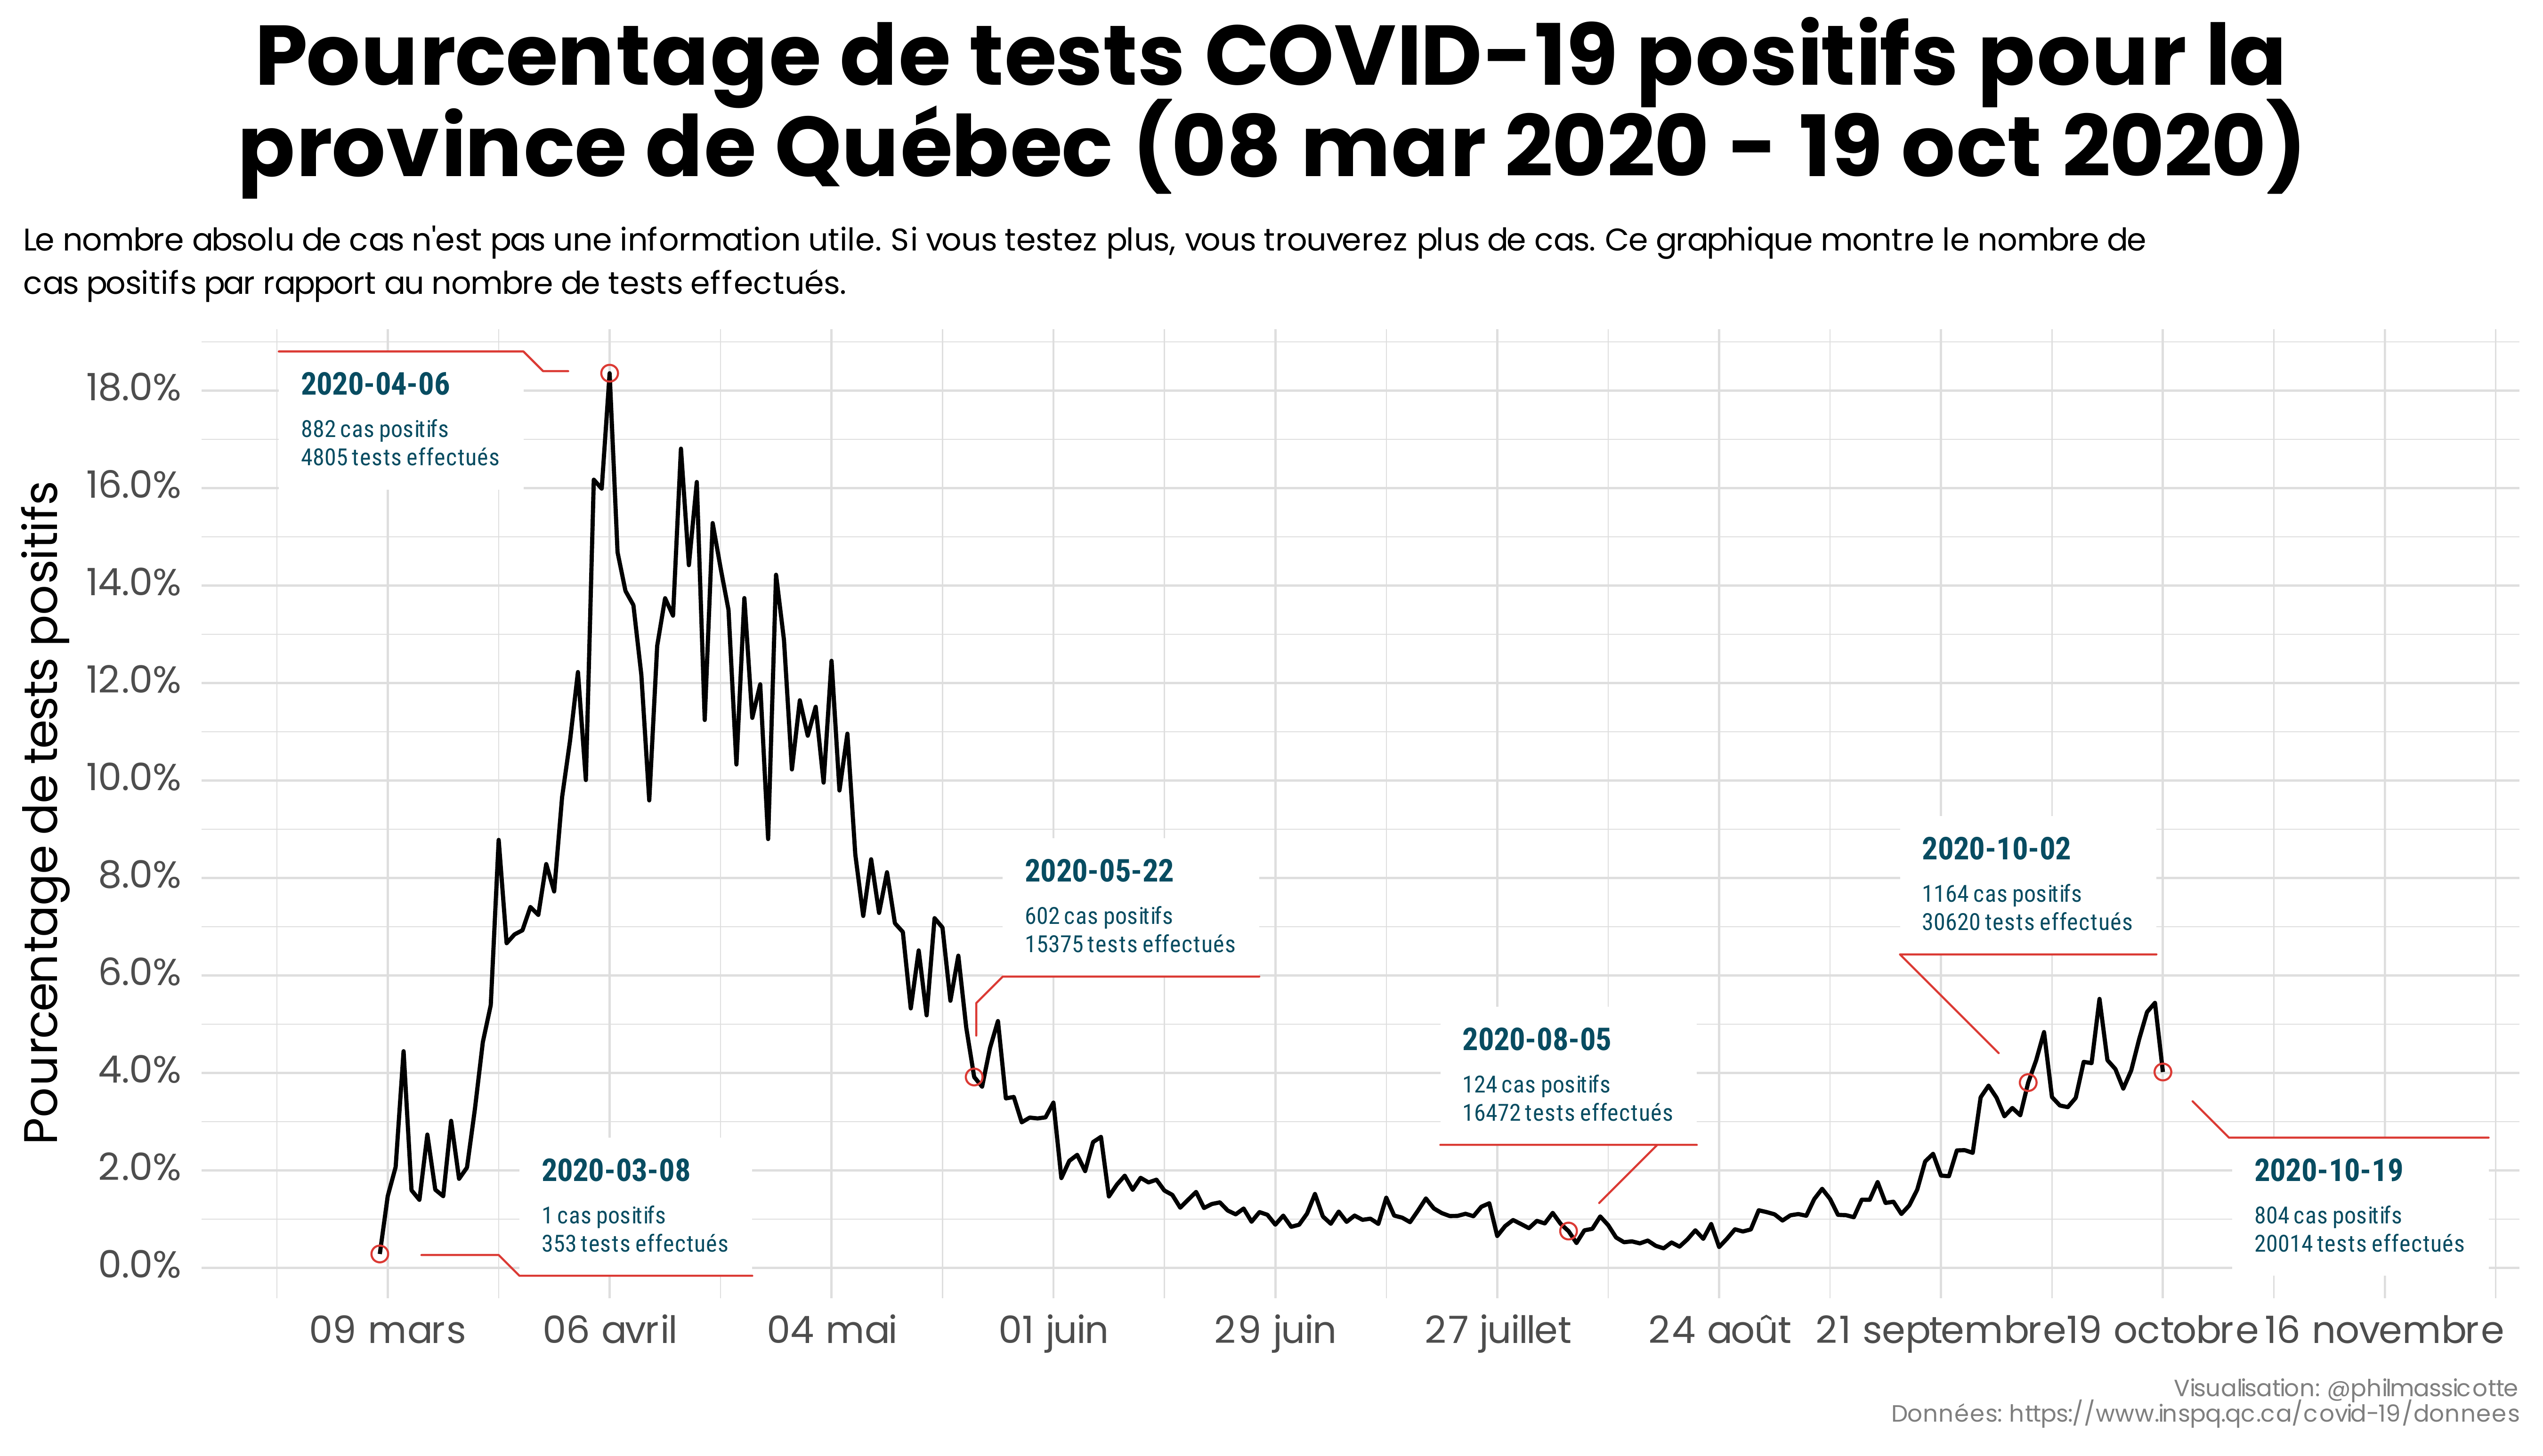 Pourcentage de tests COVID-19 positifs pour la
province de Québec (08 mar 2020 - 19 oct 2020)
Le nombre absolu de cas n'est pas une information utile. Si vous testez plus, vous trouverez plus de cas. Ce graphique montre le nombre de
cas positifs par rapport au nombre de tests effectués.
Pourcentage de tests positifs
18.0%
16.0%
14.0%
12.0%
10.0%
8.0%
6.0%
4.0%
2.0%
0.0%
2020-04-06
882 cas positifs
4805 tests effectués
2020-03-08
1 cas positifs
353 tests effectués
2020-05-22
602 cas positifs
15375 tests effectués
2020-08-05
124 cas positifs
16472 tests effectués
2020-10-02
1164 cas positifs
30620 tests effectués
2020-10-19
804 cas positifs
20014 tests effectués
09 mars
06 avril
04 mai
01 juin
29 juin
27 juillet
24 août
21 septembre
19 octobre
16 novembre
Visualisation: @philmassicotte
Données: https://www.inspq.qc.ca/covid-19/donnees